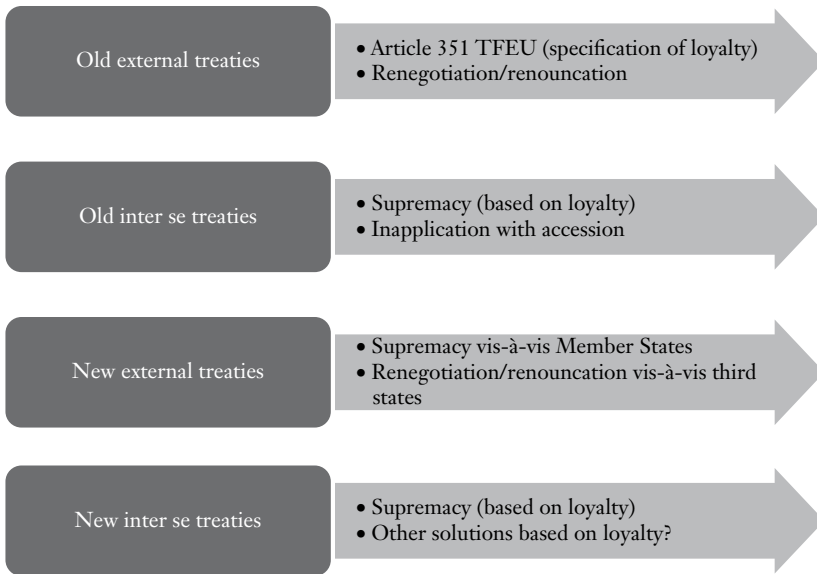 Old external treaties
• Article 351 TFEU (specification of loyalty)
• Renegotiation/renouncation
Old inter se treaties
• Supremacy (based on loyalty)
• Inapplication with accession
New external treaties
• Supremacy vis-à-vis Member States
• Renegotiation/renouncation vis-à-vis third
states
New inter se treaties
• Supremacy (based on loyalty)
• Other solutions based on loyalty?